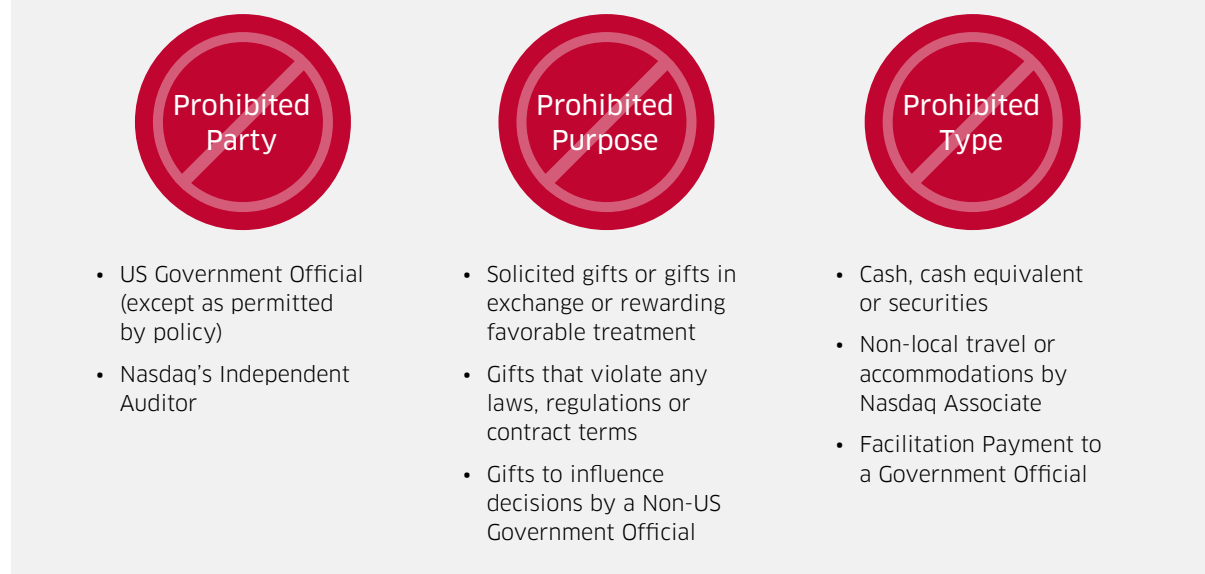 Prohibited
Party
• US Government Official
(except as permitted
by policy)
• Nasdaq’s Independent
Auditor
Prohibited
Purpose
• Solicited gifts or gifts in
exchange or rewarding
favorable treatment
• Gifts that violate any
laws, regulations or
contract terms
• Gifts to influence
decisions by a Non-US
Government Official
Prohibited
Type
• Cash, cash equivalent
or securities
• Non-local travel or
accommodations by
Nasdaq Associate
• Facilitation Payment to
a Government Official